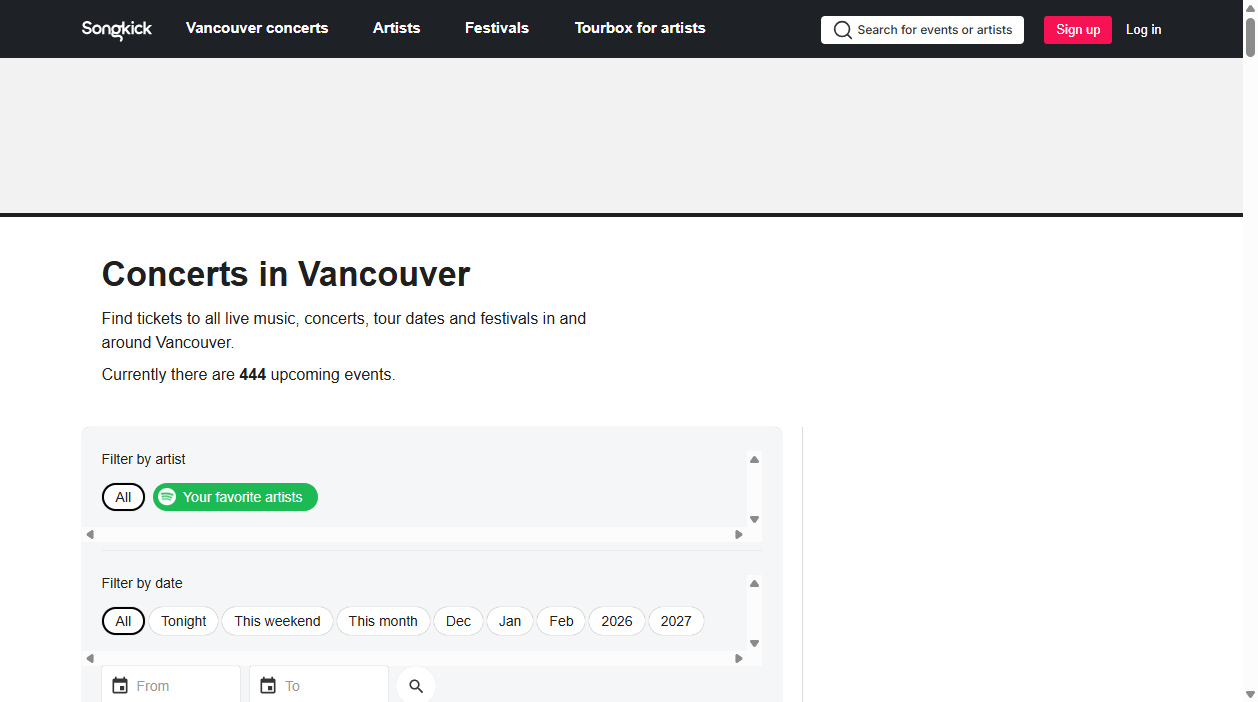 Songkick Vancouver concerts Artists Festivals Tourbox for artists Search for events or artists Sign up Log in
Concerts in Vancouver
Find tickets to all live music, concerts, tour dates and festivals in and
around Vancouver.
Currently there are 444 upcoming events.
Filter by artist
All Your favorite artists
Filter by date
All Tonight This weekend This month Dec Jan Feb 2026 2027
From To